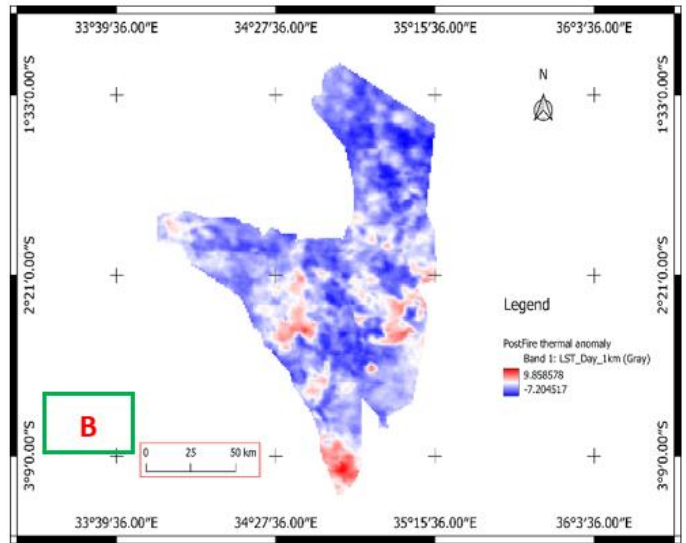 33°39'36.00"E 34°27'36.00"E 35°15'36.00"E 36°3'36.00"E
1°33'0.00"S 1°33'0.00"S
N
2°21'0.00"S 2°21'0.00"S
Legend
PostFire thermal anomaly
Band 1: LST_Day_1km (Gray)
9.858578
-7.204517
B
0 25 50 km
3°9'0.00"S 3°9'0.00"S
33°39'36.00"E 34°27'36.00"E 35°15'36.00"E 36°3'36.00"E